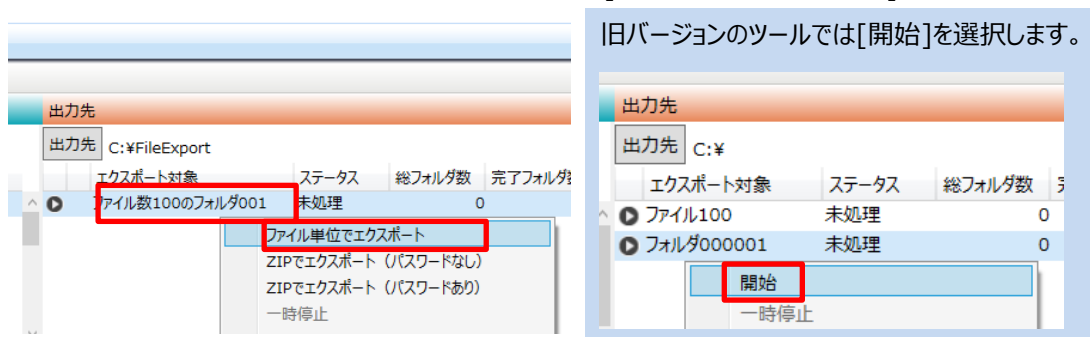 出力先
出力先 C:¥FileExport
エクスポート対象 ステータス 総フォルダ数 完了フォルダ数
ファイル数100のフォルダ001 未処理 0
ファイル単位でエクスポート
ZIPでエクスポート（パスワードなし）
ZIPでエクスポート（パスワードあり）
一時停止
旧バージョンのツールでは[開始]を選択します。
出力先
出力先 C:¥
エクスポート対象 ステータス 総フォルダ数
ファイル100 未処理 0
フォルダ000001 未処理 0
開始
一時停止